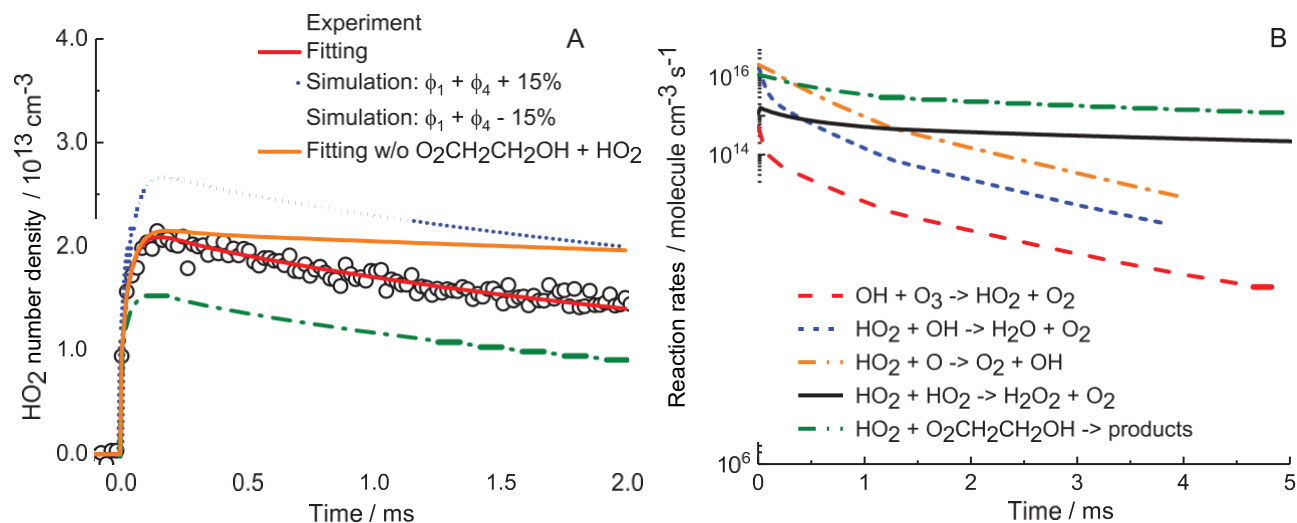 A
Experiment
Fitting
Simulation: ϕ1 + ϕ4 + 15%
Simulation: ϕ1 + ϕ4 - 15%
Fitting w/o O2CH2CH2OH + HO2
HO2 number density / 10^13 cm^-3
4.0
3.0
2.0
1.0
0.0
0.0
0.5
1.0
1.5
2.0
Time / ms
B
Reaction rates / molecule cm^-3 s^-1
10^16
10^14
10^6
OH + O3 -> HO2 + O2
HO2 + OH -> H2O + O2
HO2 + O -> O2 + OH
HO2 + HO2 -> H2O2 + O2
HO2 + O2CH2CH2OH -> products
0
1
2
3
4
5
Time / ms